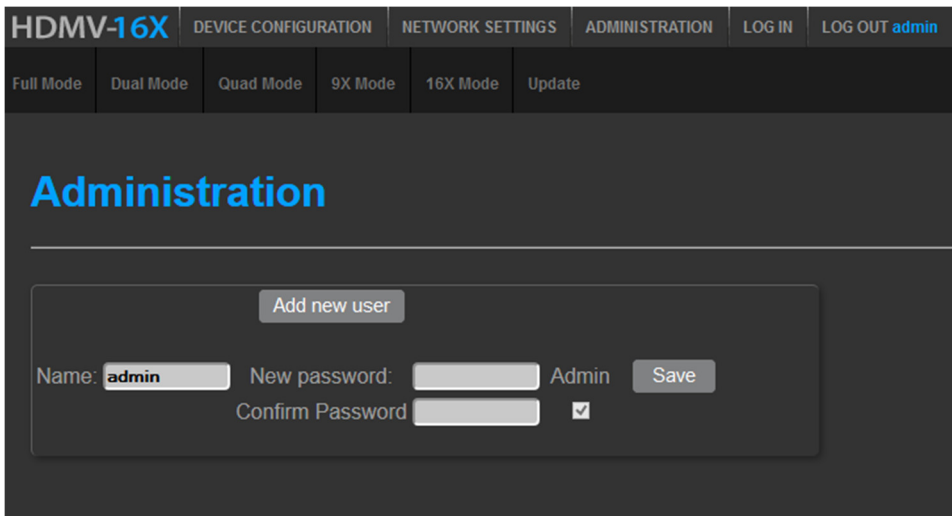 HDMV-16X DEVICE CONFIGURATION NETWORK SETTINGS ADMINISTRATION LOG IN LOG OUT admin
Full Mode Dual Mode Quad Mode 9X Mode 16X Mode Update
Administration
Add new user
Name: admin New password: Admin Save
Confirm Password